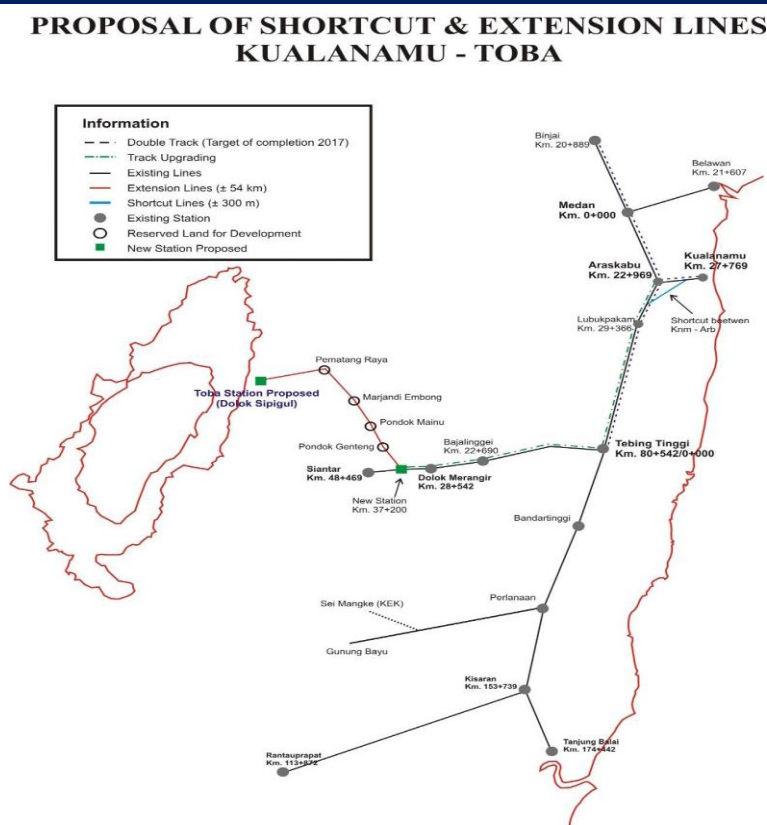 PROPOSAL OF SHORTCUT & EXTENSION LINES
KUALANAMU - TOBA
Information
Double Track (Target of completion 2017)
Track Upgrading
Existing Lines
Extension Lines (± 54 km)
Shortcut Lines (± 300 m)
Existing Station
Reserved Land for Development
New Station Proposed
Binjai
Km. 20+889
Belawan
Km. 21+607
Medan
Km. 0+000
Araskabu
Km. 22+969
Kualanamu
Km. 27+769
Lubukpakam
Km. 29+366
Shortcut beetwen
Knm - Arb
Pematang Raya
Toba Station Proposed
(Dolok Sipigul)
Marjandi Embong
Pondok Mainu
Pondok Genteng
Bajalinggei
Km. 22+690
Tebing Tinggi
Km. 80+542/0+000
Siantar
Km. 48+469
Dolok Merangir
Km. 28+542
New Station
Km. 37+200
Bandartinggi
Perlanaan
Sei Mangke (KEK)
Gunung Bayu
Kisaran
Km. 153+739
Tanjung Balai
Km. 174+442
Rantauprapat
Km. 113+872